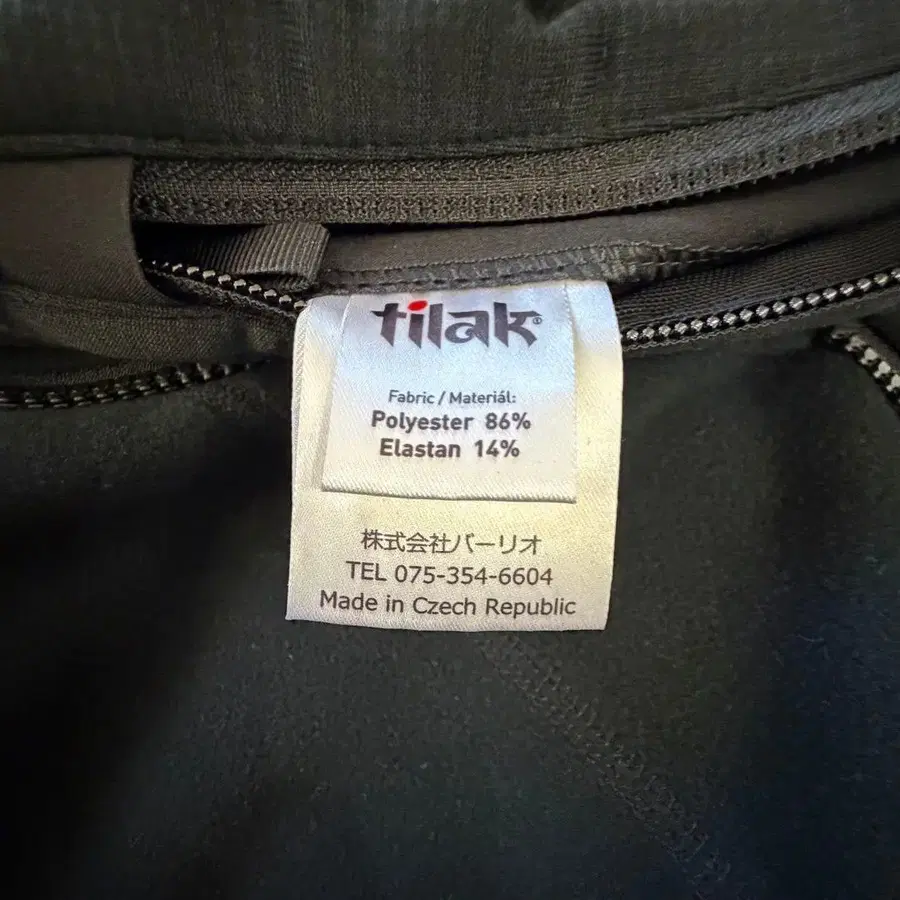 tilak®
Fabric / Materiál:
Polyester 86%
Elastan 14%
株式会社バーリオ
TEL 075-354-6604
Made in Czech Republic